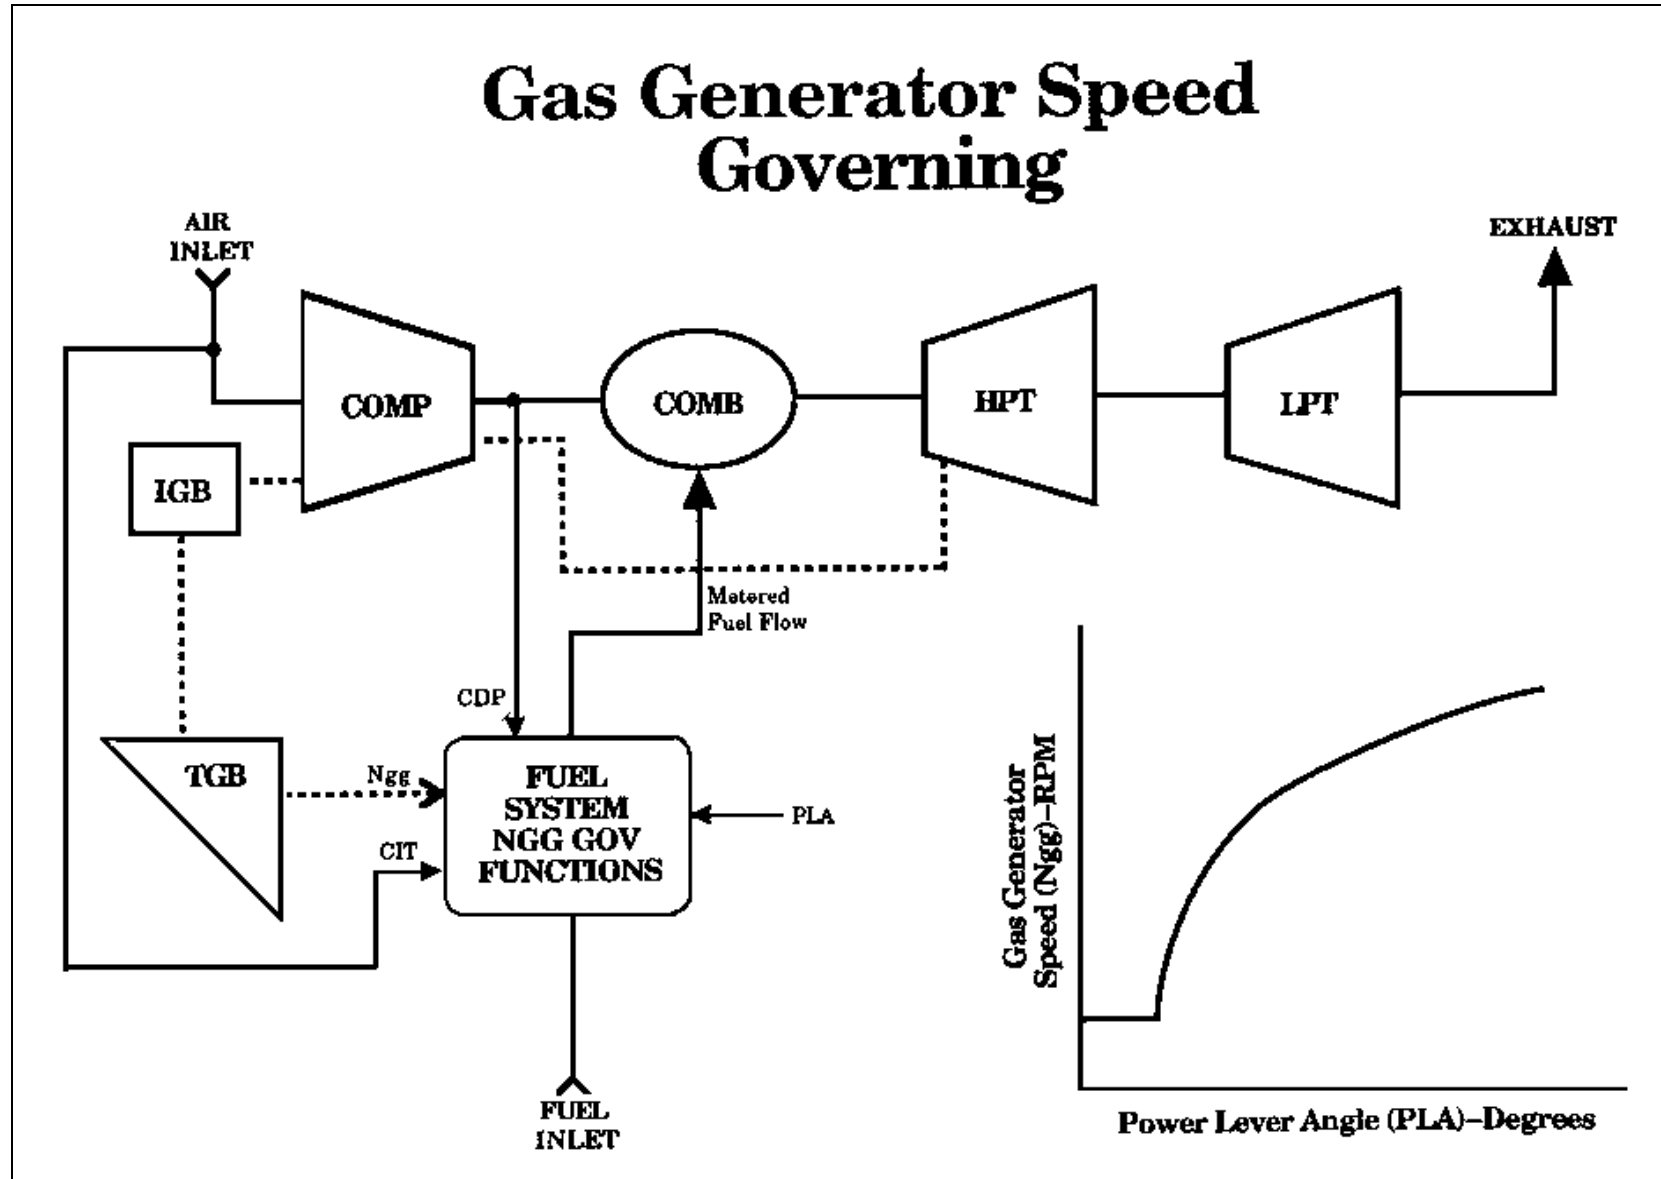 Gas Generator Speed
Governing
AIR
INLET
EXHAUST
COMP
COMB
HPT
LPT
IGB
Metered
Fuel Flow
CDP
TGB
Ngg
FUEL
SYSTEM
NGG GOV
FUNCTIONS
PLA
CIT
FUEL
INLET
Gas Generator
Speed (Ngg)–RPM
Power Lever Angle (PLA)–Degrees